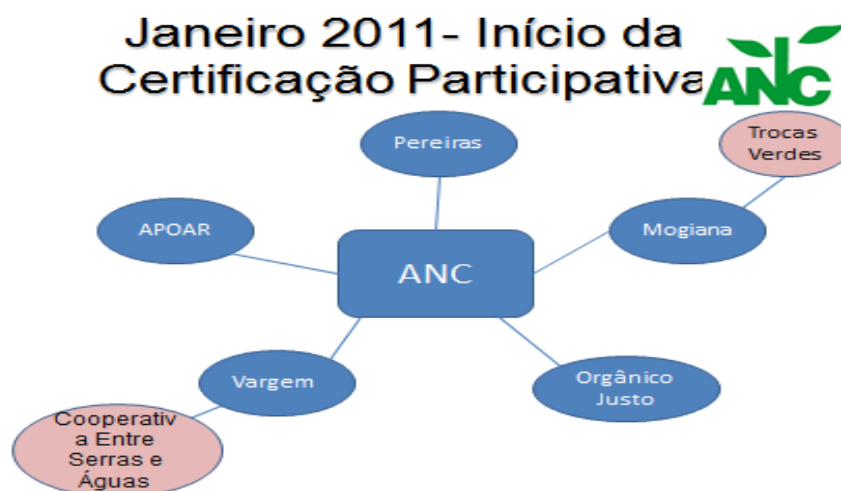 Janeiro 2011- Início da
Certificação Participativa
ANC
Trocas
Verdes
Pereiras
APOAR
Mogiana
ANC
Vargem
Orgânico
Justo
Cooperativ
a Entre
Serras e
Águas